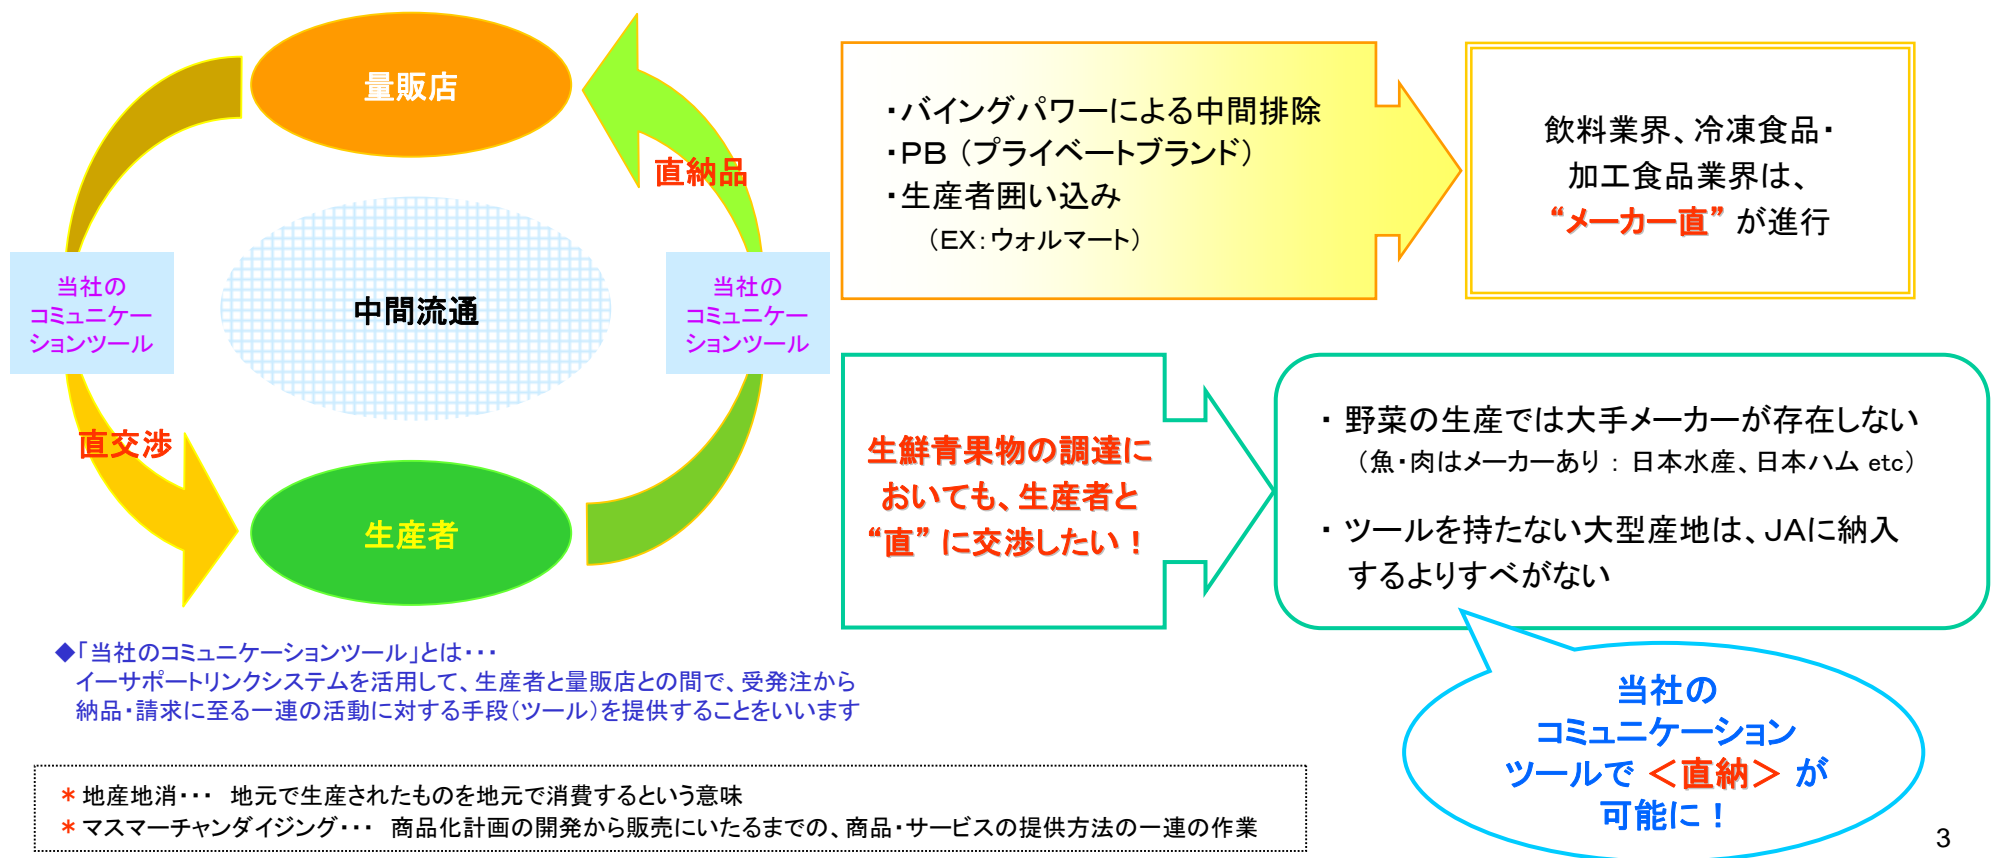 量販店
直納品
当社の
コミュニケー
ションツール
中間流通
当社の
コミュニケー
ションツール
直交渉
生産者
・バイングパワーによる中間排除
・PB（プライベートブランド）
・生産者囲い込み
（EX：ウォルマート）
飲料業界、冷凍食品・
加工食品業界は、
“メーカー直” が進行
生鮮青果物の調達に
おいても、生産者と
“直” に交渉したい！
・ 野菜の生産では大手メーカーが存在しない
（魚・肉はメーカーあり ： 日本水産、日本ハム etc）
・ ツールを持たない大型産地は、JAに納入
するよりすべがない
当社の
コミュニケーション
ツールで ＜直納＞ が
可能に！
◆「当社のコミュニケーションツール」とは・・・
イーサポートリンクシステムを活用して、生産者と量販店との間で、受発注から
納品・請求に至る一連の活動に対する手段（ツール）を提供することをいいます
＊地産地消・・・ 地元で生産されたものを地元で消費するという意味
＊マスマーチャンダイジング・・・ 商品化計画の開発から販売にいたるまでの、商品・サービスの提供方法の一連の作業
3